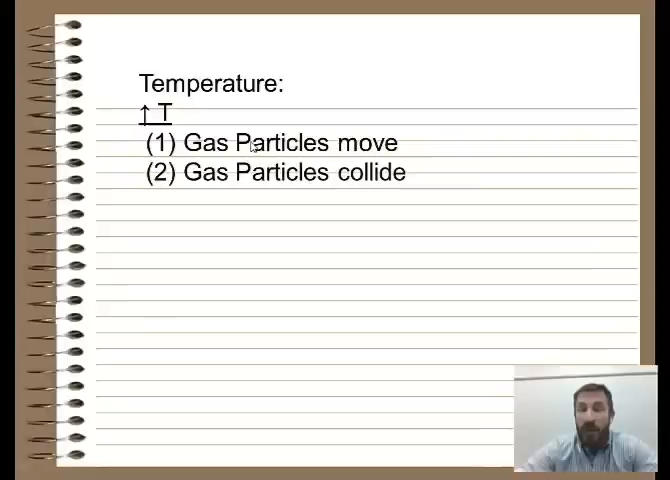 Temperature:
↑ T
(1) Gas Particles move
(2) Gas Particles collide